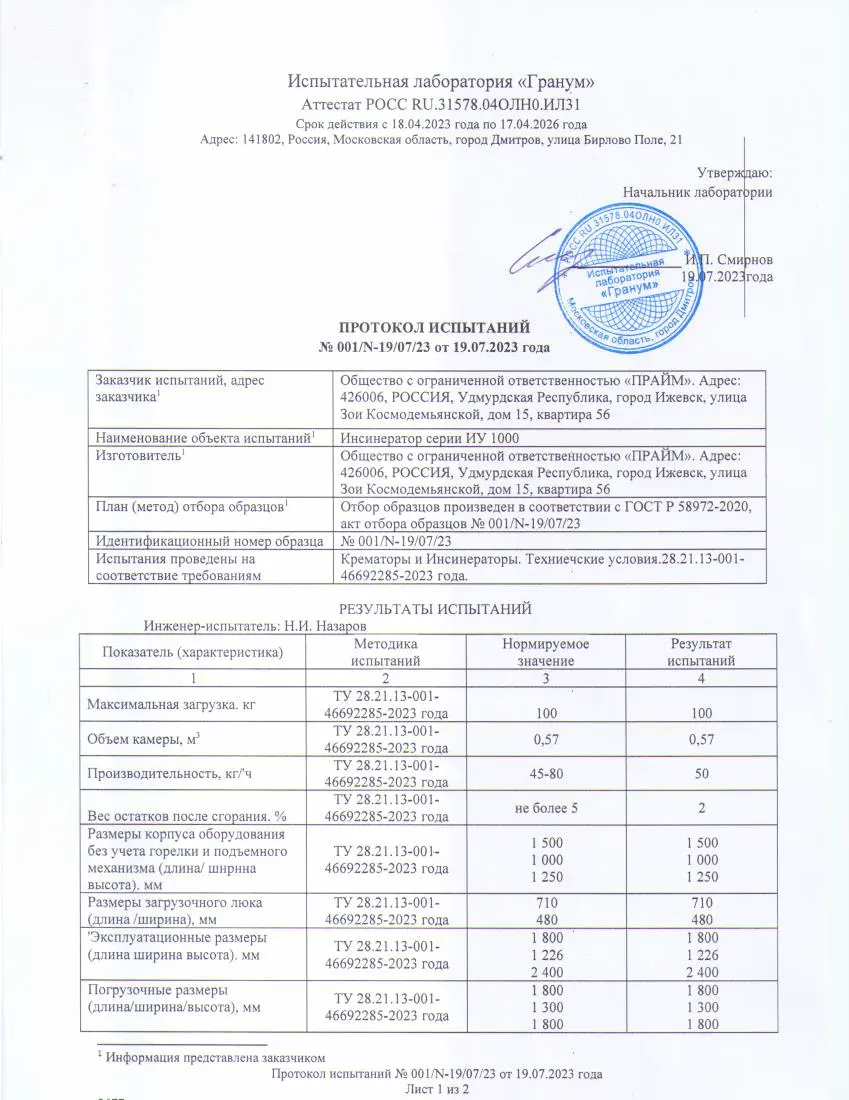 Испытательная лаборатория «Гранум»
Аттестат РОСС RU.31578.04ОЛН0.ИЛ31
Срок действия с 18.04.2023 года по 17.04.2026 года
Адрес: 141802, Россия, Московская область, город Дмитров, улица Бирлово Поле, 21
Утверждаю:
Начальник лаборатории
РОСС RU 31578.04ОЛН0.ИЛ31
Испытательная
лаборатория
«Гранум»
Московская область, город Дмитров
И.П. Смирнов
19.07.2023года
ПРОТОКОЛ ИСПЫТАНИЙ
№ 001/N-19/07/23 от 19.07.2023 года
Заказчик испытаний, адрес заказчика¹
Общество с ограниченной ответственностью «ПРАЙМ». Адрес:
426006, РОССИЯ, Удмурдская Республика, город Ижевск, улица
Зои Космодемьянской, дом 15, квартира 56
Наименование объекта испытаний¹ Инсинератор серии ИУ 1000
Изготовитель¹
Общество с ограниченной ответственностью «ПРАЙМ». Адрес:
426006, РОССИЯ, Удмурдская Республика, город Ижевск, улица
Зои Космодемьянской, дом 15, квартира 56
План (метод) отбора образцов¹
Отбор образцов произведен в соответствии с ГОСТ Р 58972-2020,
акт отбора образцов № 001/N-19/07/23
Идентификационный номер образца № 001/N-19/07/23
Испытания проведены на
соответствие требованиям
Крематоры и Инсинераторы. Техниечские условия.28.21.13-001-
46692285-2023 года.
РЕЗУЛЬТАТЫ ИСПЫТАНИЙ
Инженер-испытатель: Н.И. Назаров
Показатель (характеристика)
Методика
испытаний
Нормируемое
значение
Результат
испытаний
1 2 3 4
Максимальная загрузка. кг
ТУ 28.21.13-001-
46692285-2023 года
100 100
Объем камеры, м³
ТУ 28.21.13-001-
46692285-2023 года
0,57 0,57
Производительность, кг/'ч
ТУ 28.21.13-001-
46692285-2023 года
45-80 50
Вес остатков после сгорания. %
ТУ 28.21.13-001-
46692285-2023 года
не более 5 2
Размеры корпуса оборудования
без учета горелки и подъемного
механизма (длина/ шнрнна
высота). мм
ТУ 28.21.13-001-
46692285-2023 года
1 500 1 500
1 000 1 000
1 250 1 250
Размеры загрузочного люка
(длина /ширина), мм
ТУ 28.21.13-001-
46692285-2023 года
710 710
480 480
'Эксплуатационные размеры
(длина ширина высота). мм
ТУ 28.21.13-001-
46692285-2023 года
1 800 1 800
1 226 1 226
2 400 2 400
Погрузочные размеры
(длина/ширина/высота), мм
ТУ 28.21.13-001-
46692285-2023 года
1 800 1 800
1 300 1 300
1 800 1 800
¹ Информация представлена заказчиком
Протокол испытаний № 001/N-19/07/23 от 19.07.2023 года
Лист 1 из 2